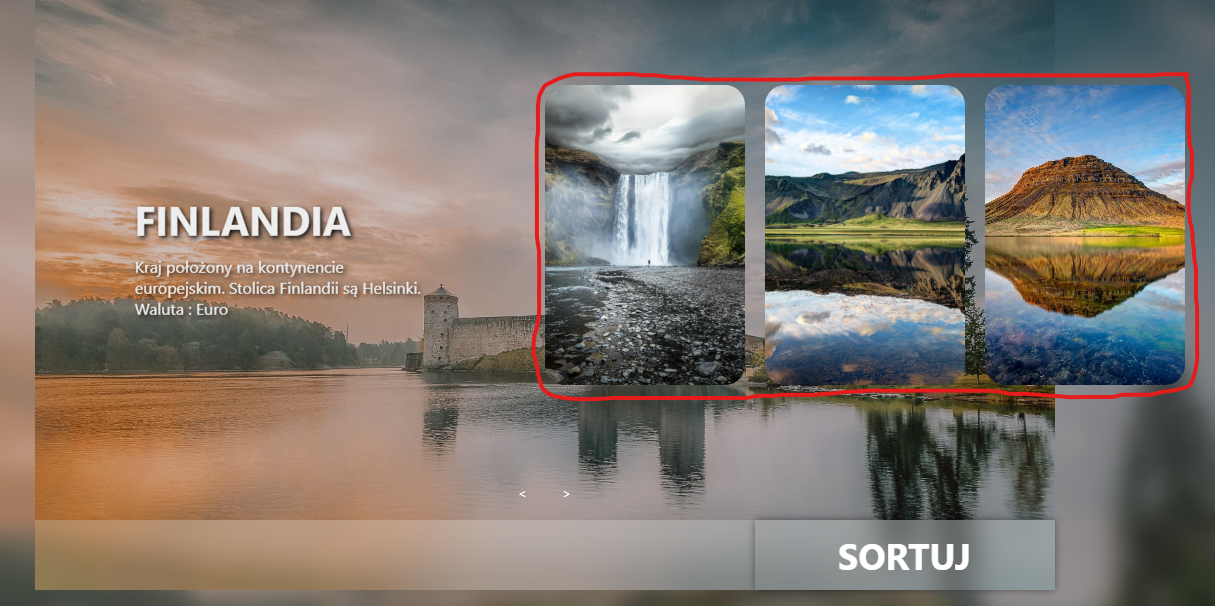 FINLANDIA
Kraj położony na kontynencie
europejskim. Stolica Finlandii są Helsinki.
Waluta : Euro
< >
SORTUJ